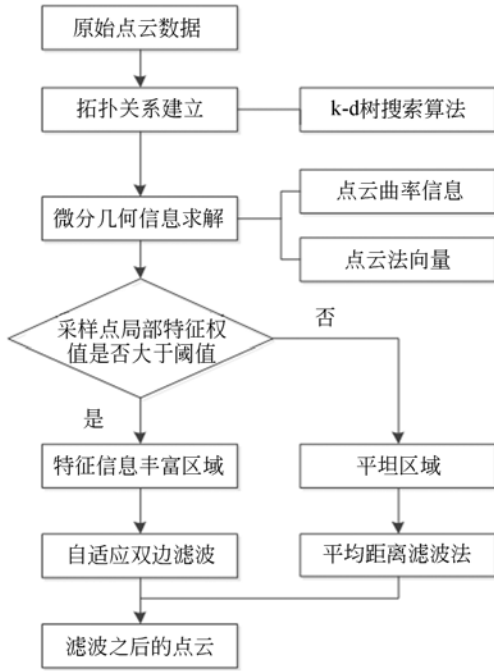 原始点云数据
拓扑关系建立
k-d树搜索算法
微分几何信息求解
点云曲率信息
点云法向量
采样点局部特征权
值是否大于阈值
否
是
特征信息丰富区域
平坦区域
自适应双边滤波
平均距离滤波法
滤波之后的点云